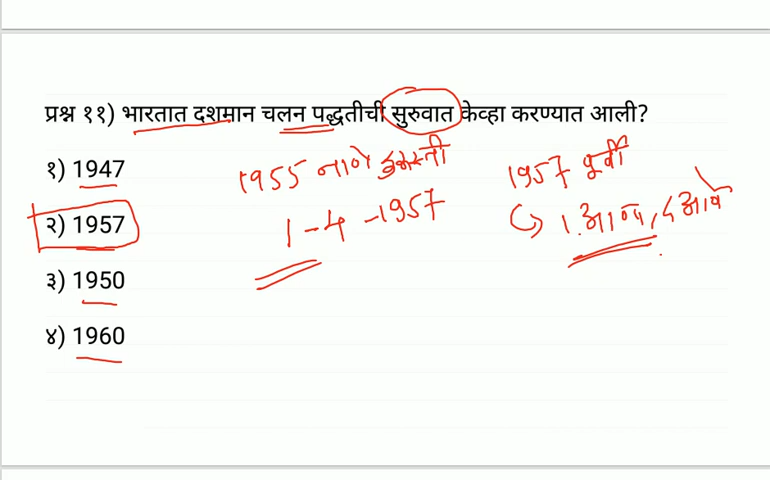 प्रश्न ११) भारतात दशमान चलन पद्धतीची सुरुवात केव्हा करण्यात आली?
१) 1947
२) 1957
३) 1950
४) 1960
१955 नाणे दुरुस्ती
1-4-1957
1957 पूर्वी